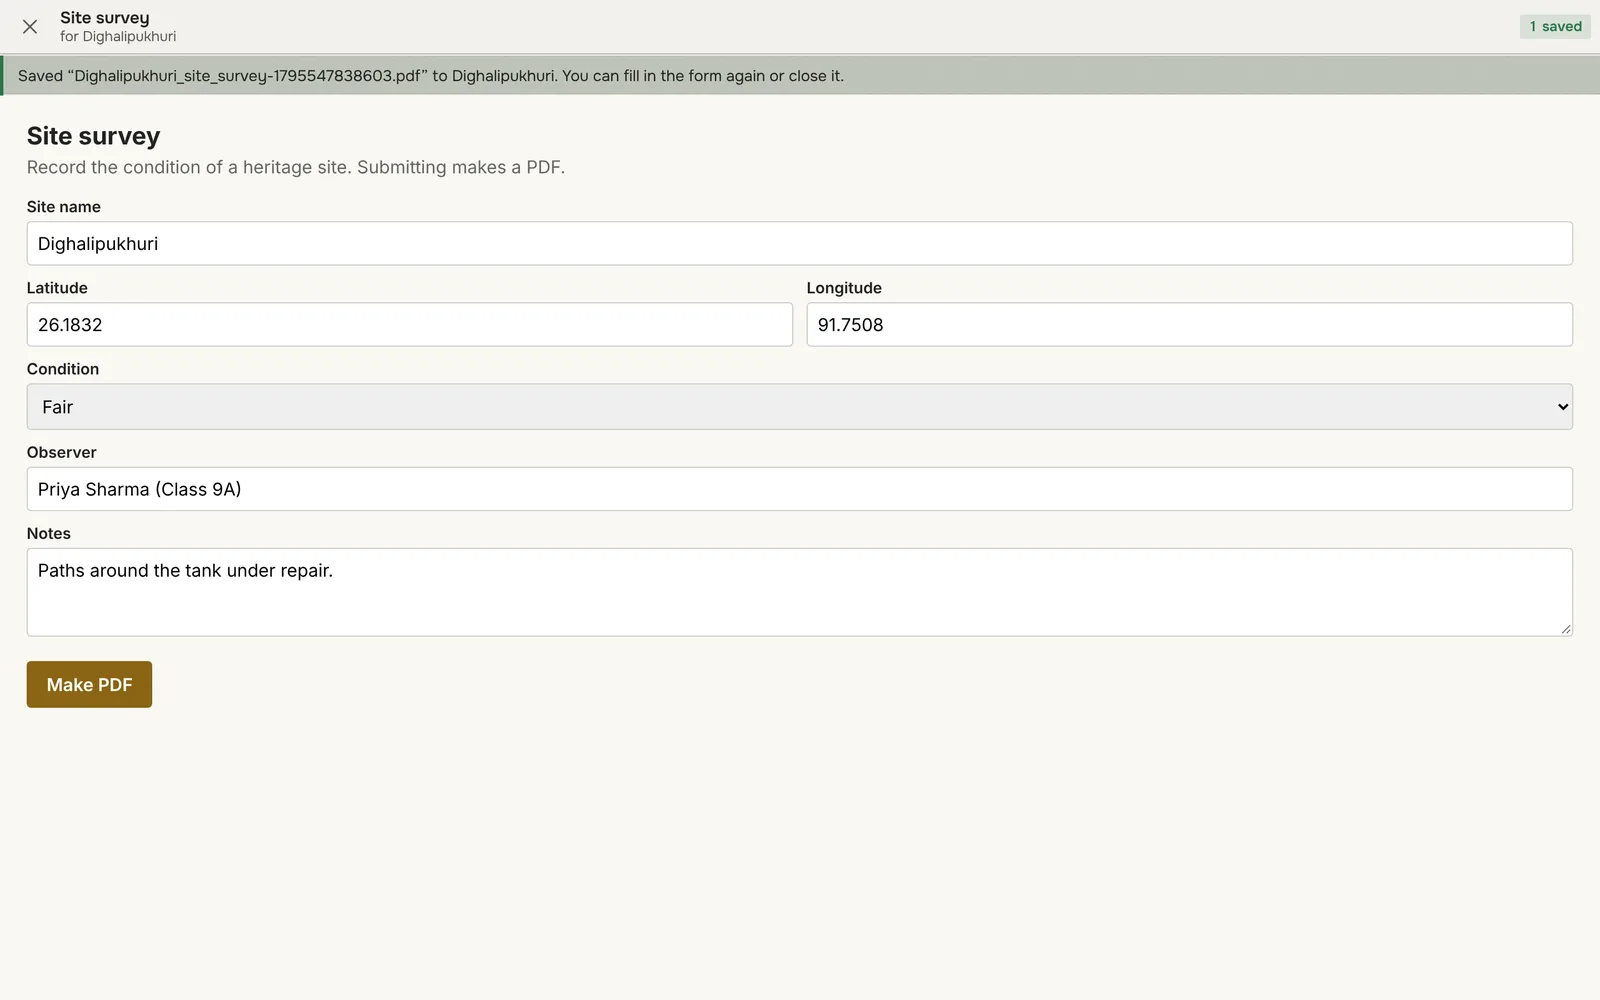 Site survey
for Dighalipukhuri
1 saved
Saved “Dighalipukhuri_site_survey-1795547838603.pdf” to Dighalipukhuri. You can fill in the form again or close it.
Site survey
Record the condition of a heritage site. Submitting makes a PDF.
Site name
Dighalipukhuri
Latitude
Longitude
26.1832
91.7508
Condition
Fair
Observer
Priya Sharma (Class 9A)
Notes
Paths around the tank under repair.
Make PDF